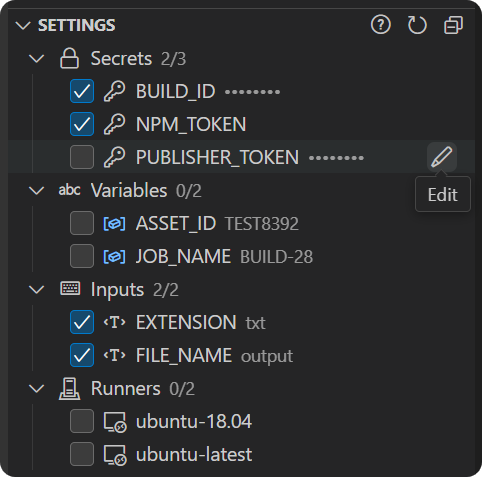 SETTINGS
Secrets 2/3
BUILD_ID ••••••••
NPM_TOKEN
PUBLISHER_TOKEN ••••••••
Edit
abc Variables 0/2
ASSET_ID TEST8392
JOB_NAME BUILD-28
Inputs 2/2
<T> EXTENSION txt
<T> FILE_NAME output
Runners 0/2
ubuntu-18.04
ubuntu-latest